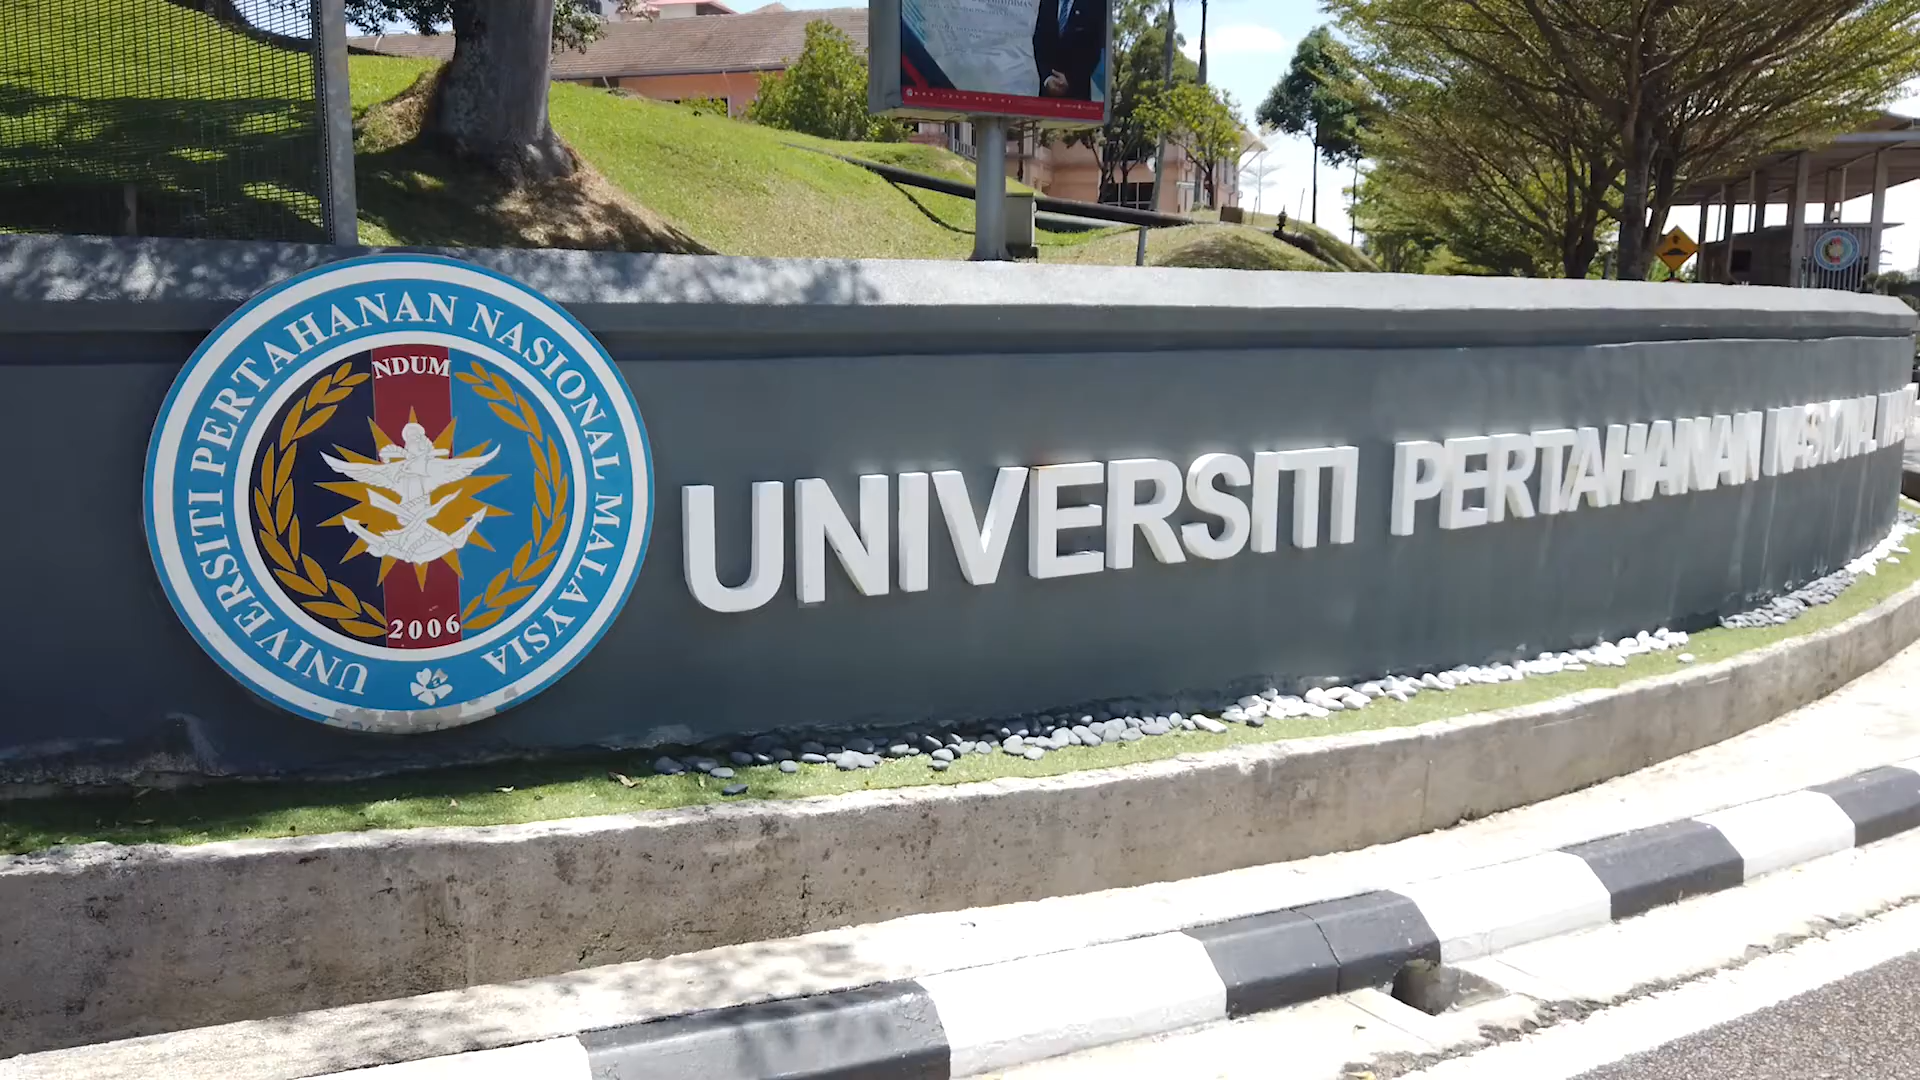 UNIVERSITI PERTAHANAN NASIONAL MALAYSIA
NDUM
2006
UNIVERSITI PERTAHANAN NASIONAL